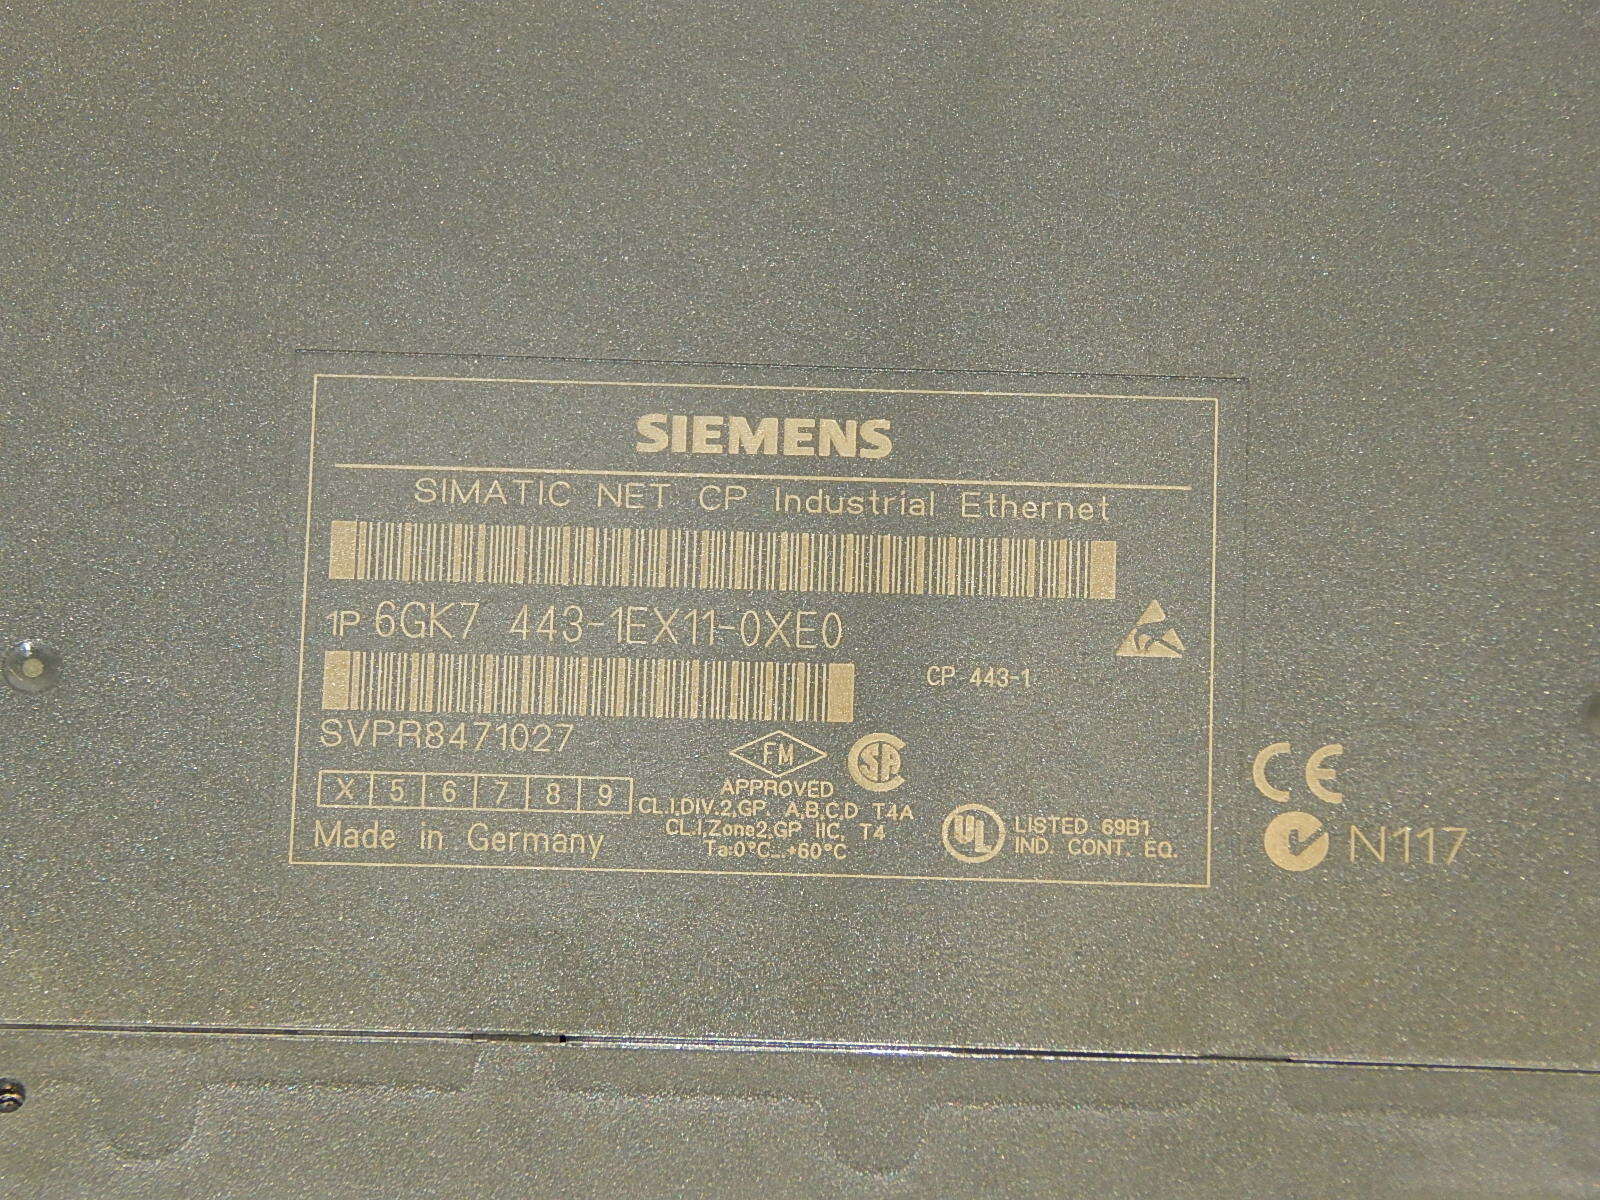 SIEMENS
SIMATIC NET CP Industrial Ethernet
1P 6GK7 443-1EX11-0XE0
CP 443-1
SVPR8471027
X 5 6 7 8 9
Made in Germany
FM
APPROVED
CL.I,DIV.2,GP. A,B,C,D T4A
CL.I,Zone2,GP IIC, T4
Ta:0°C...+60°C
SA
UL
LISTED 69B1
IND. CONT. EQ.
CE
N117